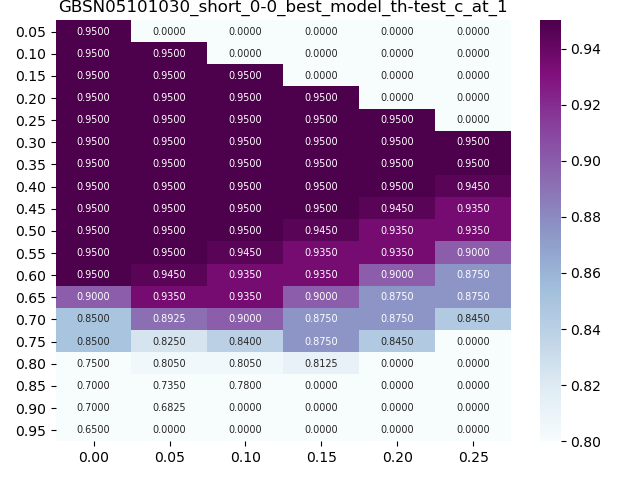 GBSN05101030_short_0-0_best_model_th-test_c_at_1
0.05 0.9500 0.0000 0.0000 0.0000 0.0000 0.0000
0.10 0.9500 0.9500 0.0000 0.0000 0.0000 0.0000
0.15 0.9500 0.9500 0.9500 0.0000 0.0000 0.0000
0.20 0.9500 0.9500 0.9500 0.9500 0.0000 0.0000
0.25 0.9500 0.9500 0.9500 0.9500 0.9500 0.0000
0.30 0.9500 0.9500 0.9500 0.9500 0.9500 0.9500
0.35 0.9500 0.9500 0.9500 0.9500 0.9500 0.9500
0.40 0.9500 0.9500 0.9500 0.9500 0.9500 0.9450
0.45 0.9500 0.9500 0.9500 0.9500 0.9450 0.9350
0.50 0.9500 0.9500 0.9500 0.9450 0.9350 0.9350
0.55 0.9500 0.9500 0.9450 0.9350 0.9350 0.9000
0.60 0.9500 0.9450 0.9350 0.9350 0.9000 0.8750
0.65 0.9000 0.9350 0.9350 0.9000 0.8750 0.8750
0.70 0.8500 0.8925 0.9000 0.8750 0.8750 0.8450
0.75 0.8500 0.8250 0.8400 0.8750 0.8450 0.0000
0.80 0.7500 0.8050 0.8050 0.8125 0.0000 0.0000
0.85 0.7000 0.7350 0.7800 0.0000 0.0000 0.0000
0.90 0.7000 0.6825 0.0000 0.0000 0.0000 0.0000
0.95 0.6500 0.0000 0.0000 0.0000 0.0000 0.0000
0.00 0.05 0.10 0.15 0.20 0.25
0.94
0.92
0.90
0.88
0.86
0.84
0.82
0.80